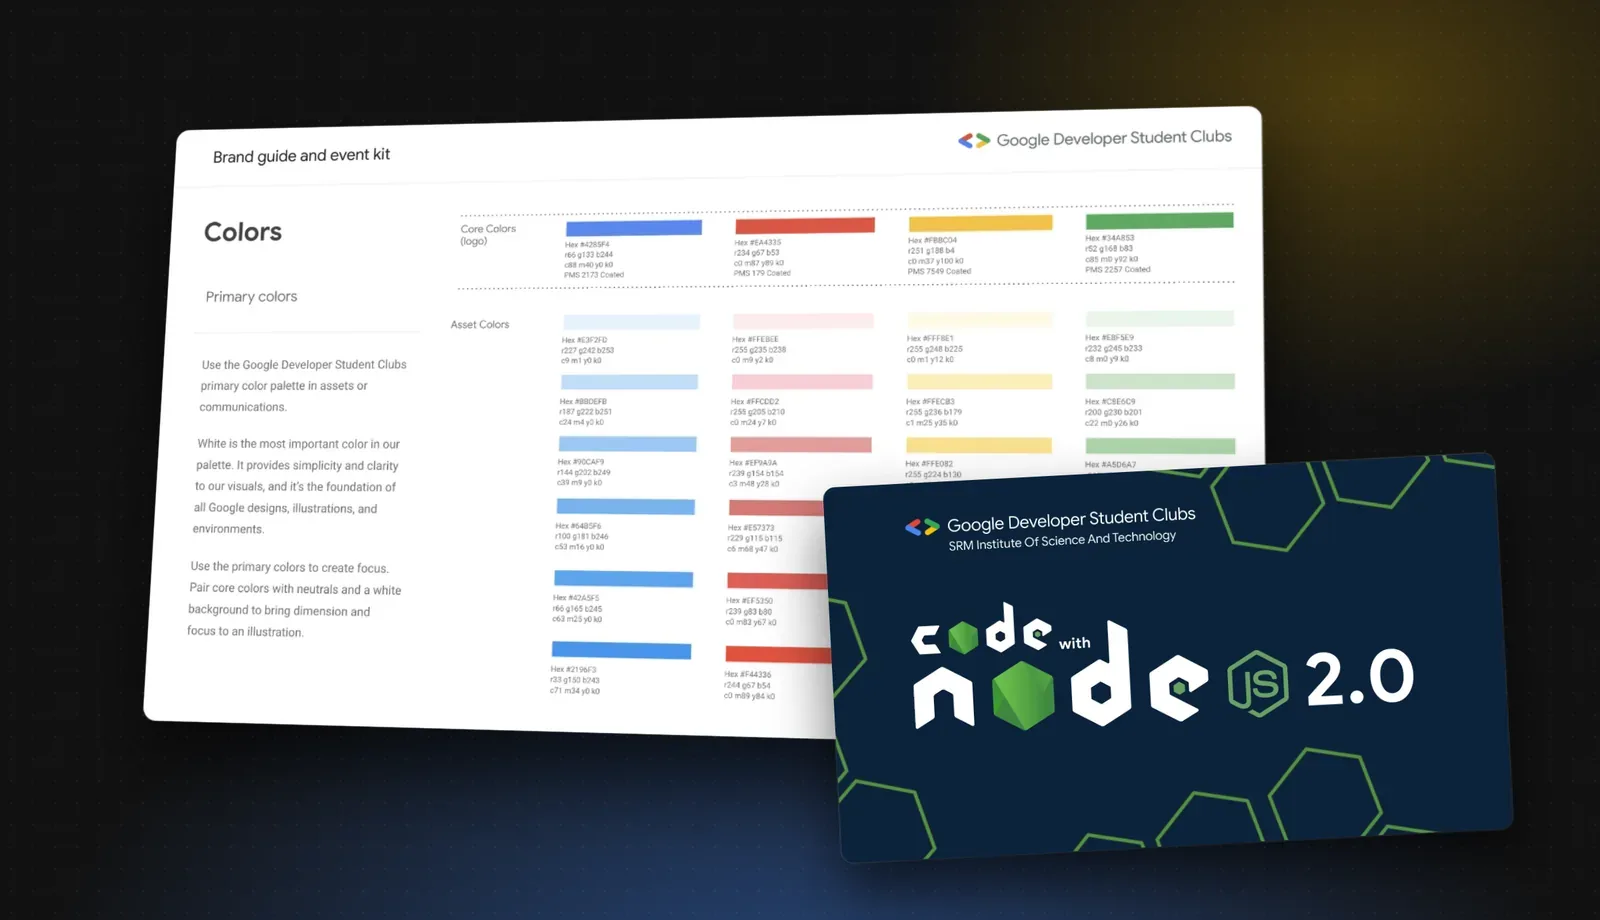 Brand guide and event kit
Google Developer Student Clubs
Colors
Primary colors
Use the Google Developer Student Clubs
primary color palette in assets or
communications.
White is the most important color in our
palette. It provides simplicity and clarity
to our visuals, and it's the foundation of
all Google designs, illustrations, and
environments.
Use the primary colors to create focus.
Pair core colors with neutrals and a white
background to bring dimension and
focus to an illustration.
Core Colors
(logo)
Hex #4285F4
r66 g133 b244
c88 m40 y0 k0
PMS 2173 Coated
Hex #EA4335
r234 g67 b53
c0 m87 y89 k0
PMS 179 Coated
Hex #FBBC04
r251 g188 b4
c0 m37 y100 k0
PMS 7549 Coated
Hex #34A853
r52 g168 b83
c85 m0 y92 k0
PMS 2257 Coated
Asset Colors
Hex #E3F2FD
r227 g242 b253
c9 m1 y0 k0
Hex #FFEBEE
r255 g235 b238
c0 m9 y2 k0
Hex #FFF8E1
r255 g248 b225
c0 m1 y12 k0
Hex #E8F5E9
r232 g245 b233
c8 m0 y9 k0
Hex #BBDEFB
r187 g222 b251
c24 m4 y0 k0
Hex #FFCDD2
r255 g205 b210
c0 m24 y7 k0
Hex #FFECB3
r255 g236 b179
c1 m25 y35 k0
Hex #C8E6C9
r200 g230 b201
c22 m0 y26 k0
Hex #90CAF9
r144 g202 b249
c39 m9 y0 k0
Hex #EF9A9A
r239 g154 b154
c3 m48 y28 k0
Hex #FFE082
r255 g224 b130
Hex #A5D6A7
Hex #64B5F6
r100 g181 b246
c53 m16 y0 k0
Hex #E57373
r229 g115 b115
c6 m68 y47 k0
Hex #42A5F5
r66 g165 b245
c63 m25 y0 k0
Hex #EF5350
r239 g83 b80
c0 m83 y67 k0
Hex #2196F3
r33 g150 b243
c71 m34 y0 k0
Hex #F44336
r244 g67 b54
c0 m89 y84 k0
Google Developer Student Clubs
SRM Institute Of Science And Technology
code with
node JS 2.0